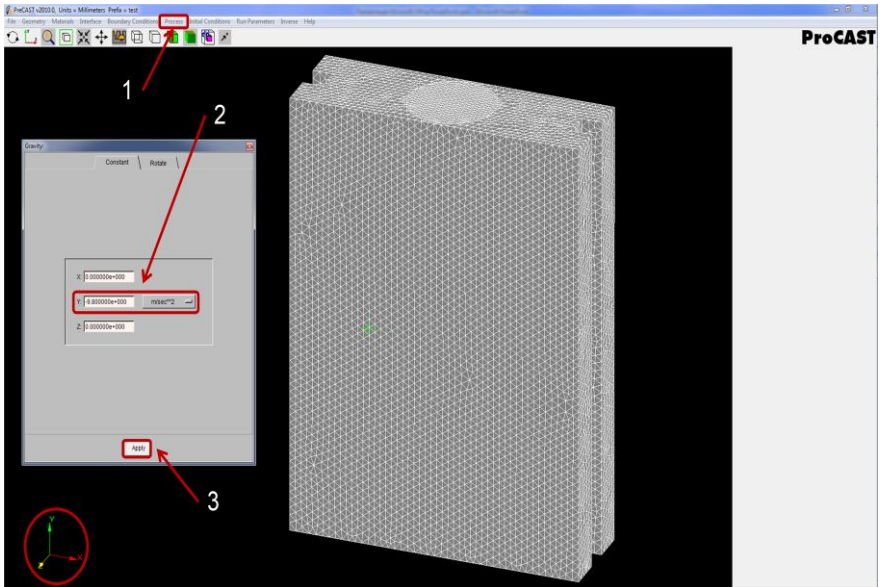 PreCAST v2010.0, Units = Millimeters Prefix = test
File Geometry Materials Interface Boundary Conditions Process Initial Conditions Run Parameters Inverse Help
ProCAST
1
2
Gravity:
Constant Rotate
X: 0.000000e+000
Y: -9.800000e+000 m/sec**2
Z: 0.000000e+000
Apply
3
Y
X
Z